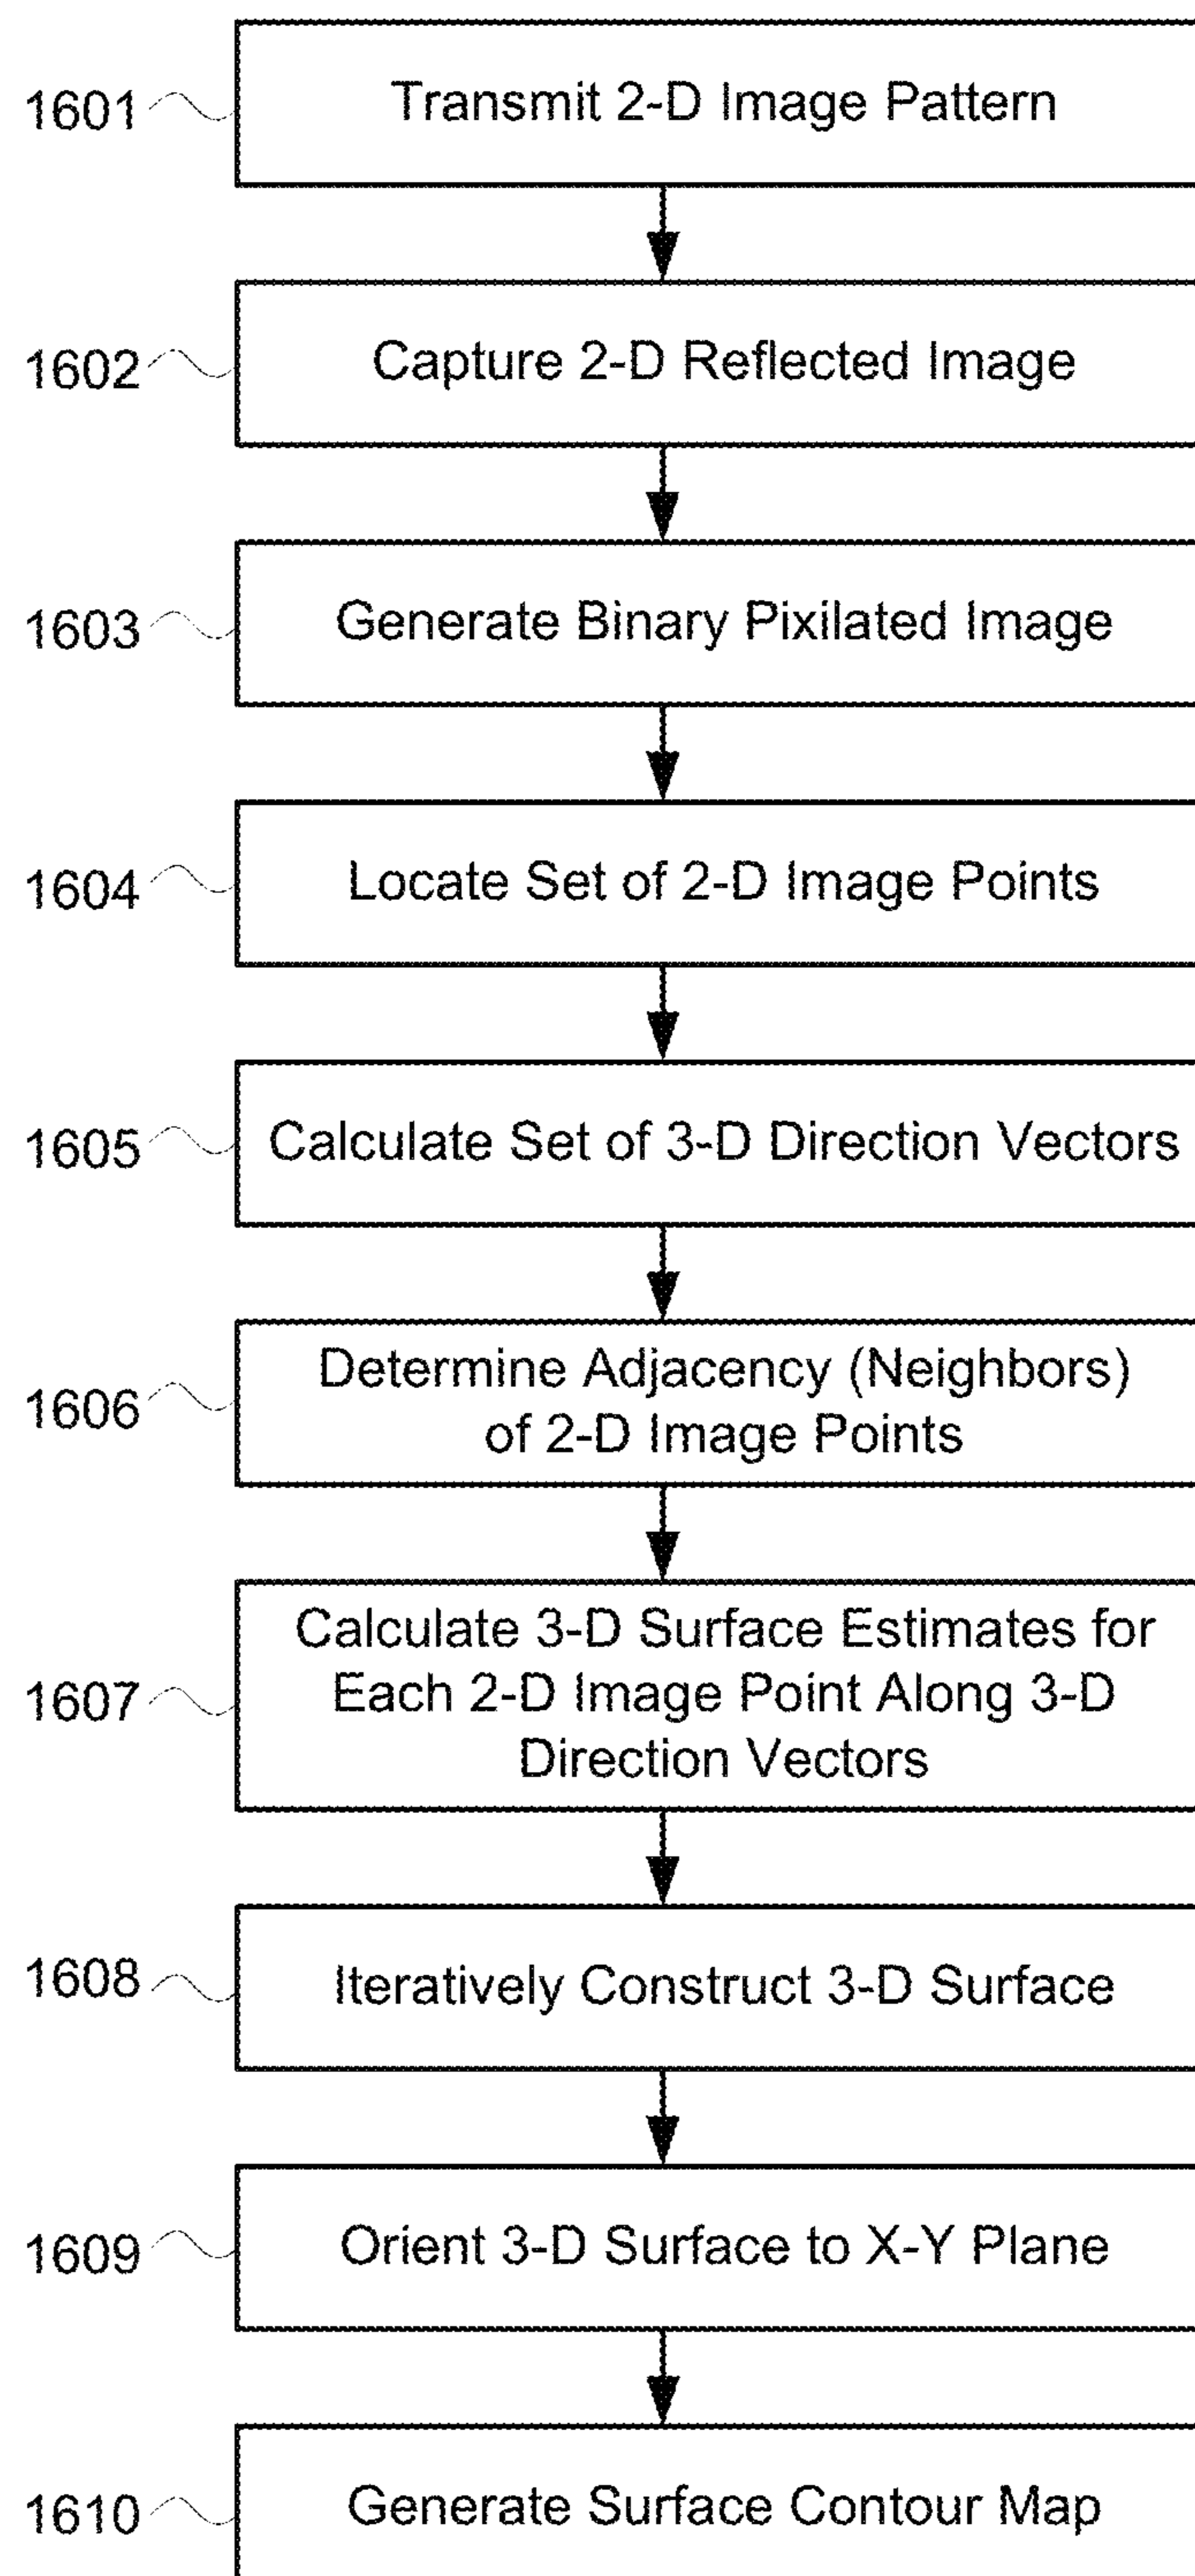 1601
Transmit 2-D Image Pattern
1602
Capture 2-D Reflected Image
1603
Generate Binary Pixilated Image
1604
Locate Set of 2-D Image Points
1605
Calculate Set of 3-D Direction Vectors
1606
Determine Adjacency (Neighbors)
of 2-D Image Points
1607
Calculate 3-D Surface Estimates for
Each 2-D Image Point Along 3-D
Direction Vectors
1608
Iteratively Construct 3-D Surface
1609
Orient 3-D Surface to X-Y Plane
1610
Generate Surface Contour Map